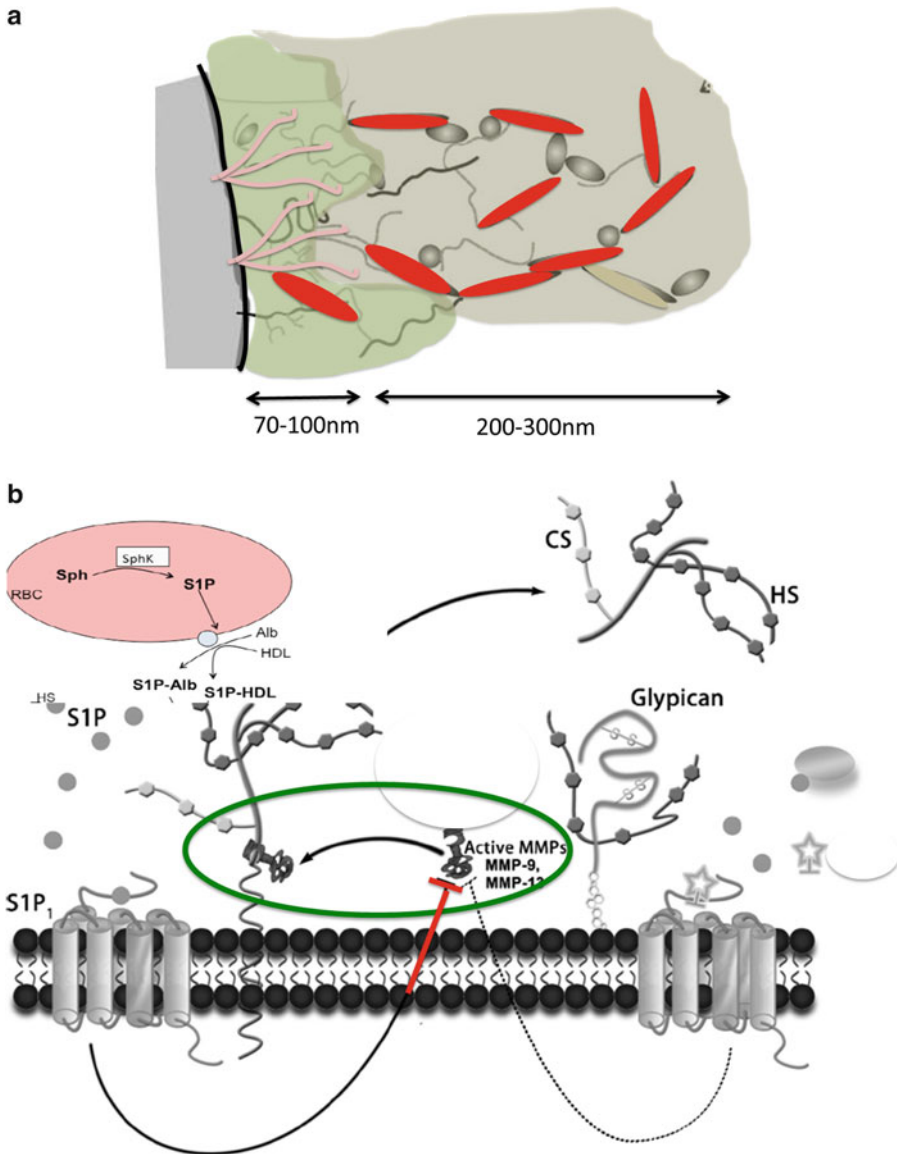 a
70-100nm
200-300nm
b
SphK
Sph
S1P
RBC
Alb
HDL
S1P-Alb
S1P-HDL
CS
HS
HS
S1P
Glypican
S
S
S
S
Active MMPs
MMP-9,
S1P₁